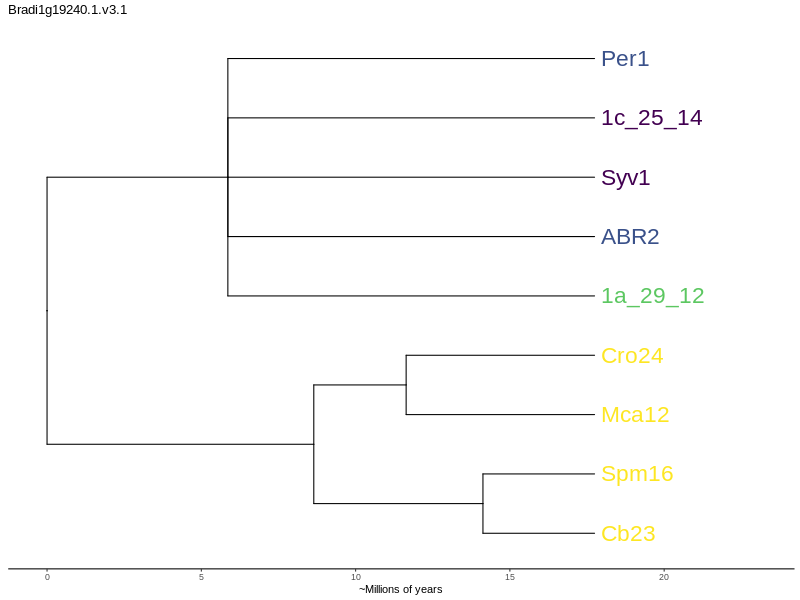 Bradi1g19240.1.v3.1
Per1
1c_25_14
Syv1
ABR2
1a_29_12
Cro24
Mca12
Spm16
Cb23
0 5 10 15 20
~Millions of years